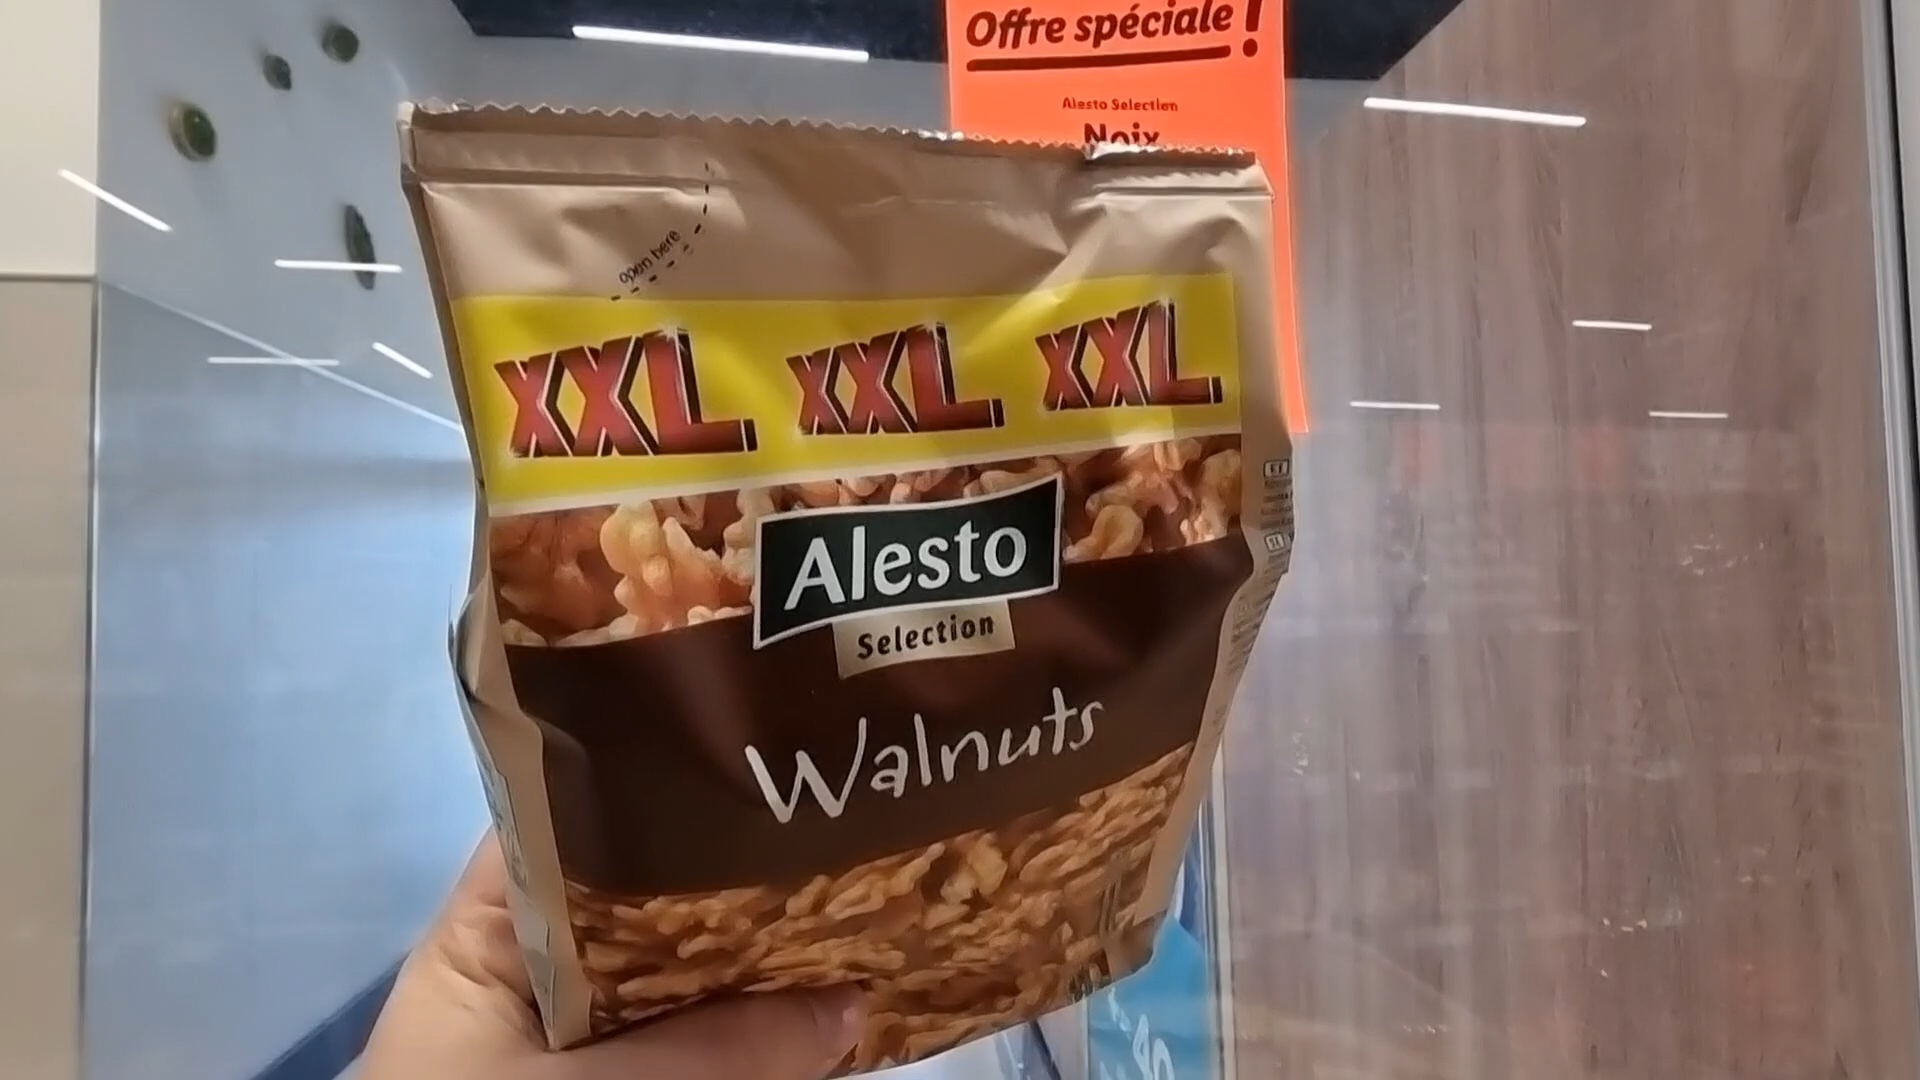 Offre spéciale !
Alesto Selection
Noix
open here
XXL XXL XXL
Alesto
Selection
Walnuts